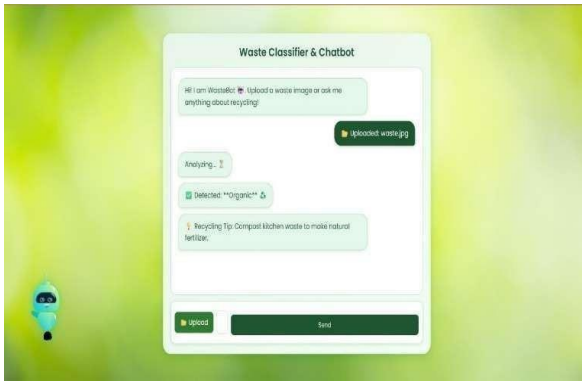 Waste Classifier & Chatbot
Hi! I am WasteBot. Upload a waste image or ask me
anything about recycling!
Uploaded: waste.jpg
Analyzing...
Detected: **Organic**
Recycling Tip: Compost kitchen waste to make natural
fertilizer.
Upload
Send